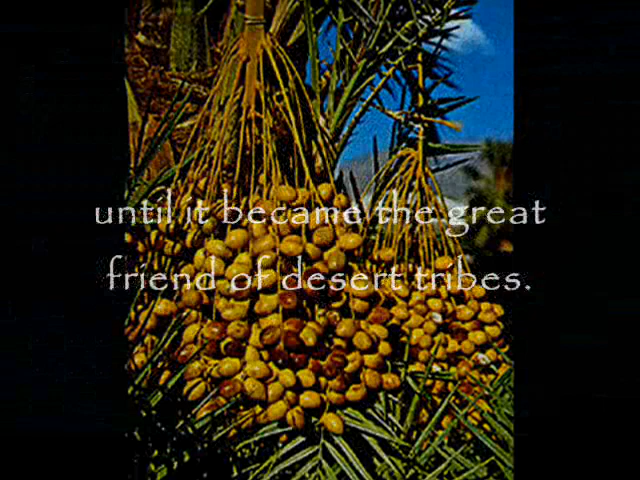 until it became the great
friend of desert tribes.